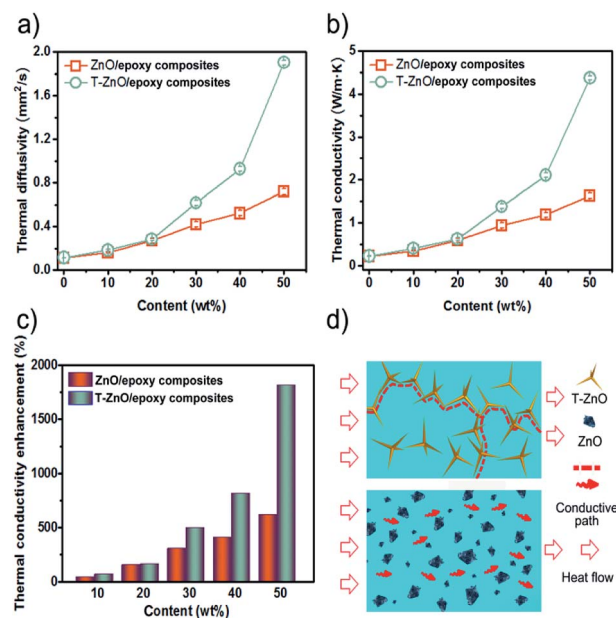 a)
Thermal diffusivity (mm²/s)
2.0
1.6
1.2
0.8
0.4
0.0
ZnO/epoxy composites
T-ZnO/epoxy composites
0 10 20 30 40 50
Content (wt%)
b)
Thermal conductivity (W/m·K)
5
4
3
2
1
0
ZnO/epoxy composites
T-ZnO/epoxy composites
0 10 20 30 40 50
Content (wt%)
c)
Thermal conductivity enhancement (%)
2000
1500
1000
500
0
ZnO/epoxy composites
T-ZnO/epoxy composites
10 20 30 40 50
Content (wt%)
d)
T-ZnO
ZnO
Conductive
path
Heat flow